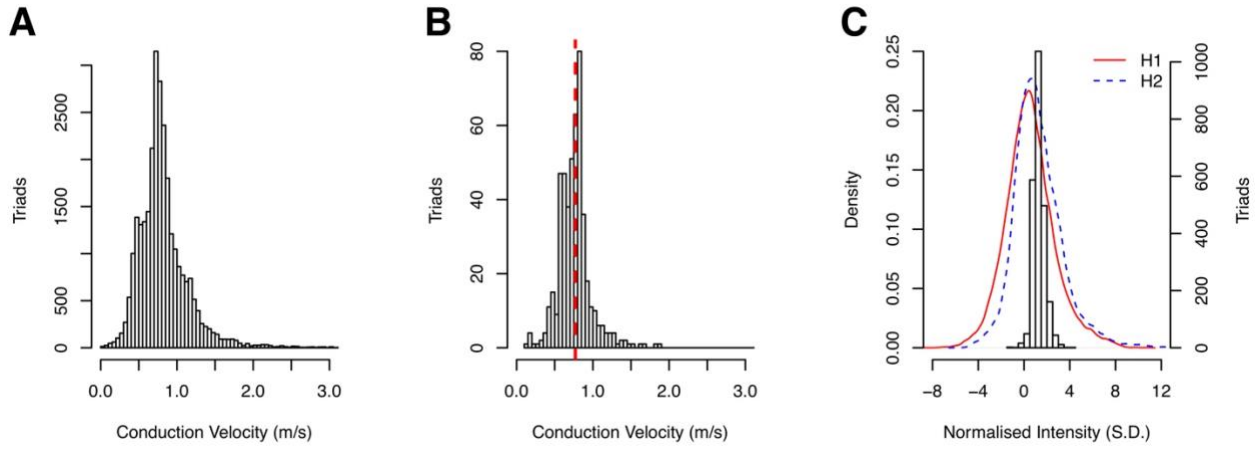 A
B
C
Triads
0
500
1500
2500
0.0 1.0 2.0 3.0
Conduction Velocity (m/s)
Triads
0
20
40
60
80
0.0 1.0 2.0 3.0
Conduction Velocity (m/s)
Density
0.00
0.05
0.10
0.15
0.20
0.25
H1
H2
Triads
0
200
400
600
800
1000
−8 −4 0 4 8 12
Normalised Intensity (S.D.)